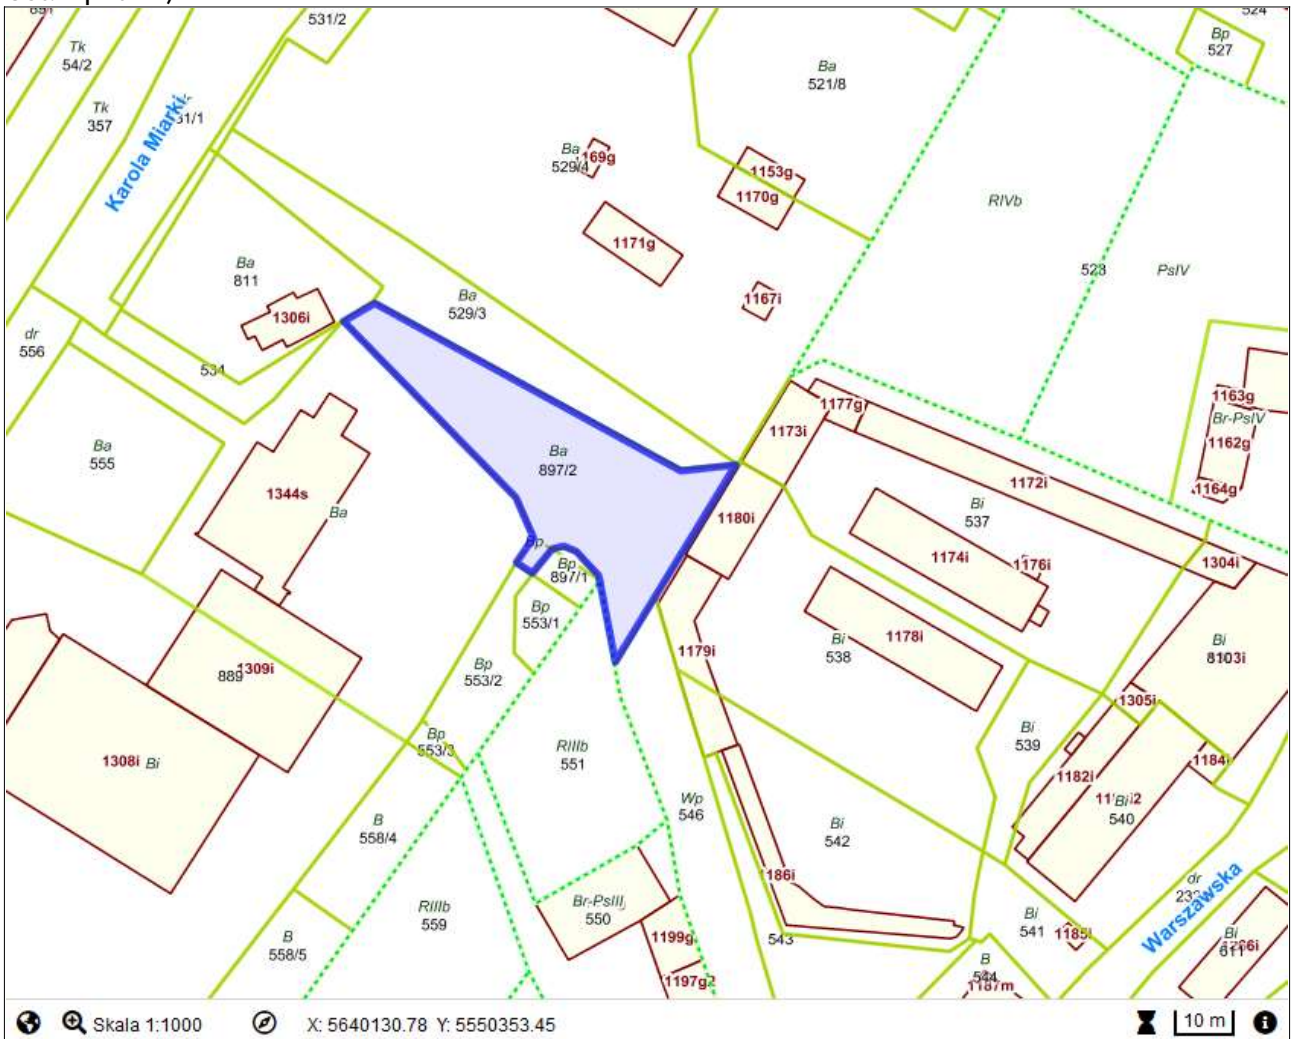 531/2
524
Tk
54/2
Bp
527
Ba
521/8
Tk
357
Karola Miarki
Ba
529/4
1153g
1170g
RIVb
1171g
523
PsIV
Ba
811
Ba
529/3
1167i
1306i
dr
556
534
1163g
Br-PsIV
1162g
1177g
1173i
Ba
555
Ba
897/2
1172i
1164g
1344s
Ba
1180i
Bi
537
1174i
1176i
1304i
Bp
Bp
897/1
Bp
553/1
1178i
Bi
538
Bi
1179i
Bp
553/2
889
1309i
1305i
Bp
553/3
RIIIb
551
Bi
539
1308i
Bi
1184i
1182i
Wp
546
Bi
540
B
558/4
Bi
542
1186i
dr
Warszawska
RIIIb
559
Br-PsIII
550
Bi
541
1185i
Bi
611
B
558/5
1199g
543
B
544
1187m
1197g2
Skala 1:1000
X: 5640130.78 Y: 5550353.45
10 m